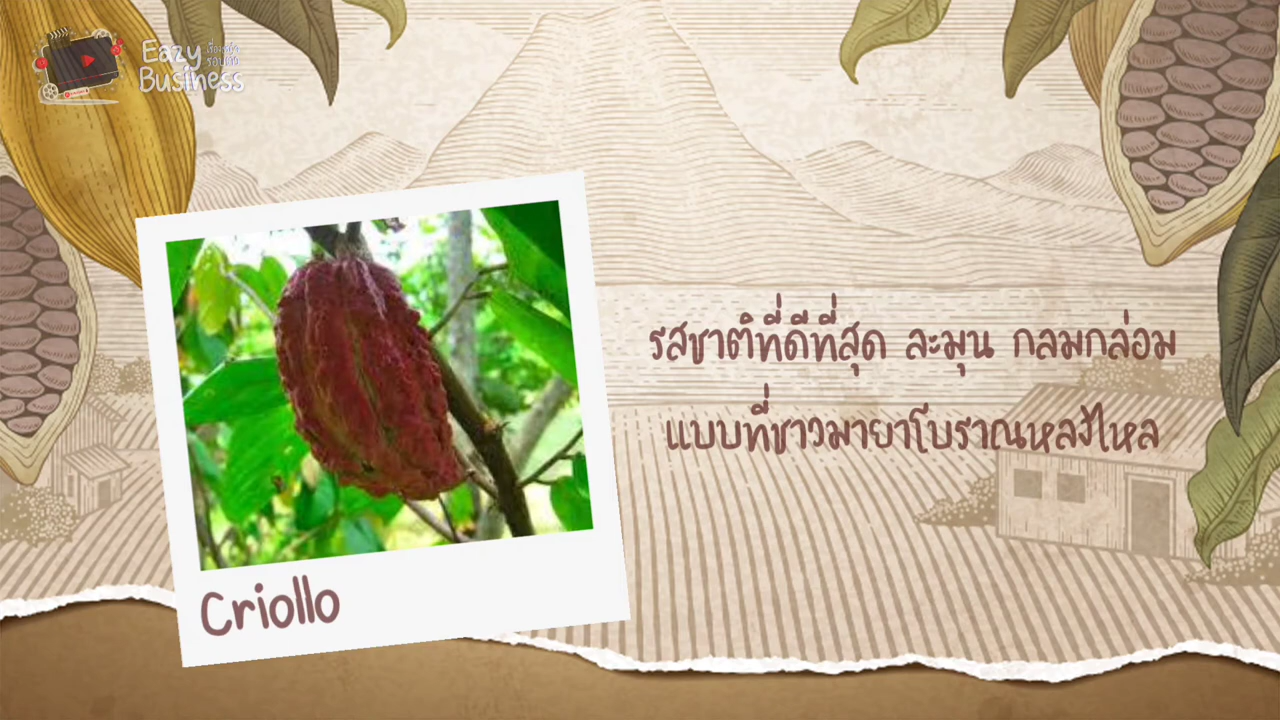 Eazy
Business
รสชาติที่ดีที่สุด ละมุน กลมกล่อม
แบบที่ชาวมายาโบราณหลงไหล
Criollo